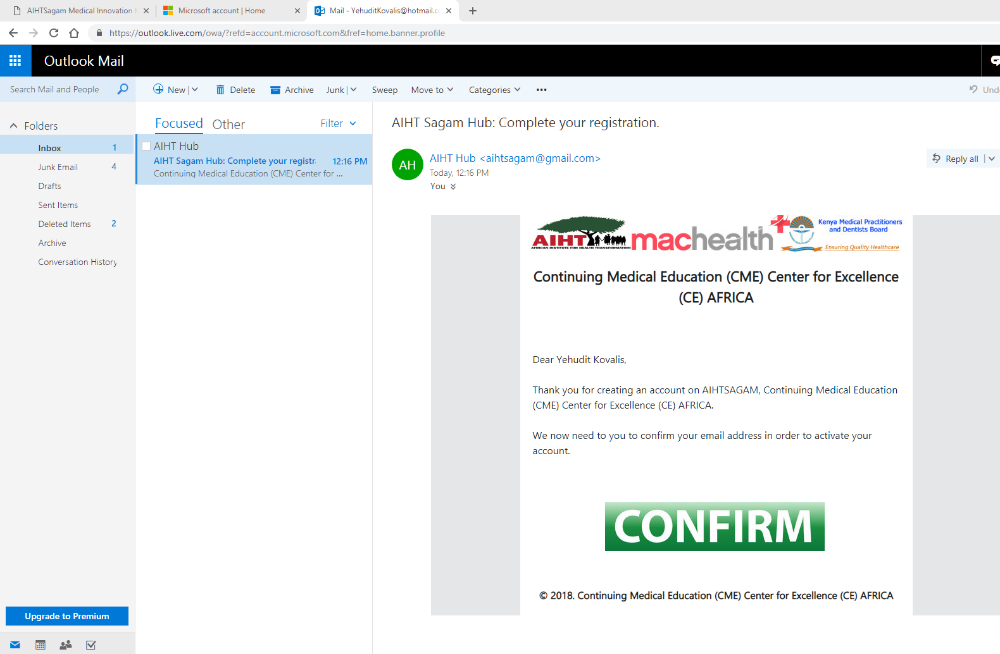 AIHTSagam Medical Innovation
Microsoft account | Home
Mail - YehuditKovalis@hotmail.c
https://outlook.live.com/owa/?refd=account.microsoft.com&fref=home.banner.profile
Outlook Mail
Search Mail and People
New
Delete
Archive
Junk
Sweep
Move to
Categories
Und
Folders
Inbox 1
Junk Email 4
Drafts
Sent Items
Deleted Items 2
Archive
Conversation History
Upgrade to Premium
Focused Other Filter
AIHT Hub
AIHT Sagam Hub: Complete your registr 12:16 PM
Continuing Medical Education (CME) Center for ...
AIHT Sagam Hub: Complete your registration.
AH
AIHT Hub <aihtsagam@gmail.com>
Today, 12:16 PM
You
Reply all
AIHT
AFRICAN INSTITUTE FOR HEALTH TRANSFORMATION
machealth
Kenya Medical Practitioners
and Dentists Board
Ensuring Quality Healthcare
Continuing Medical Education (CME) Center for Excellence
(CE) AFRICA
Dear Yehudit Kovalis,
Thank you for creating an account on AIHTSAGAM, Continuing Medical Education
(CME) Center for Excellence (CE) AFRICA.
We now need to you to confirm your email address in order to activate your
account.
CONFIRM
© 2018. Continuing Medical Education (CME) Center for Excellence (CE) AFRICA